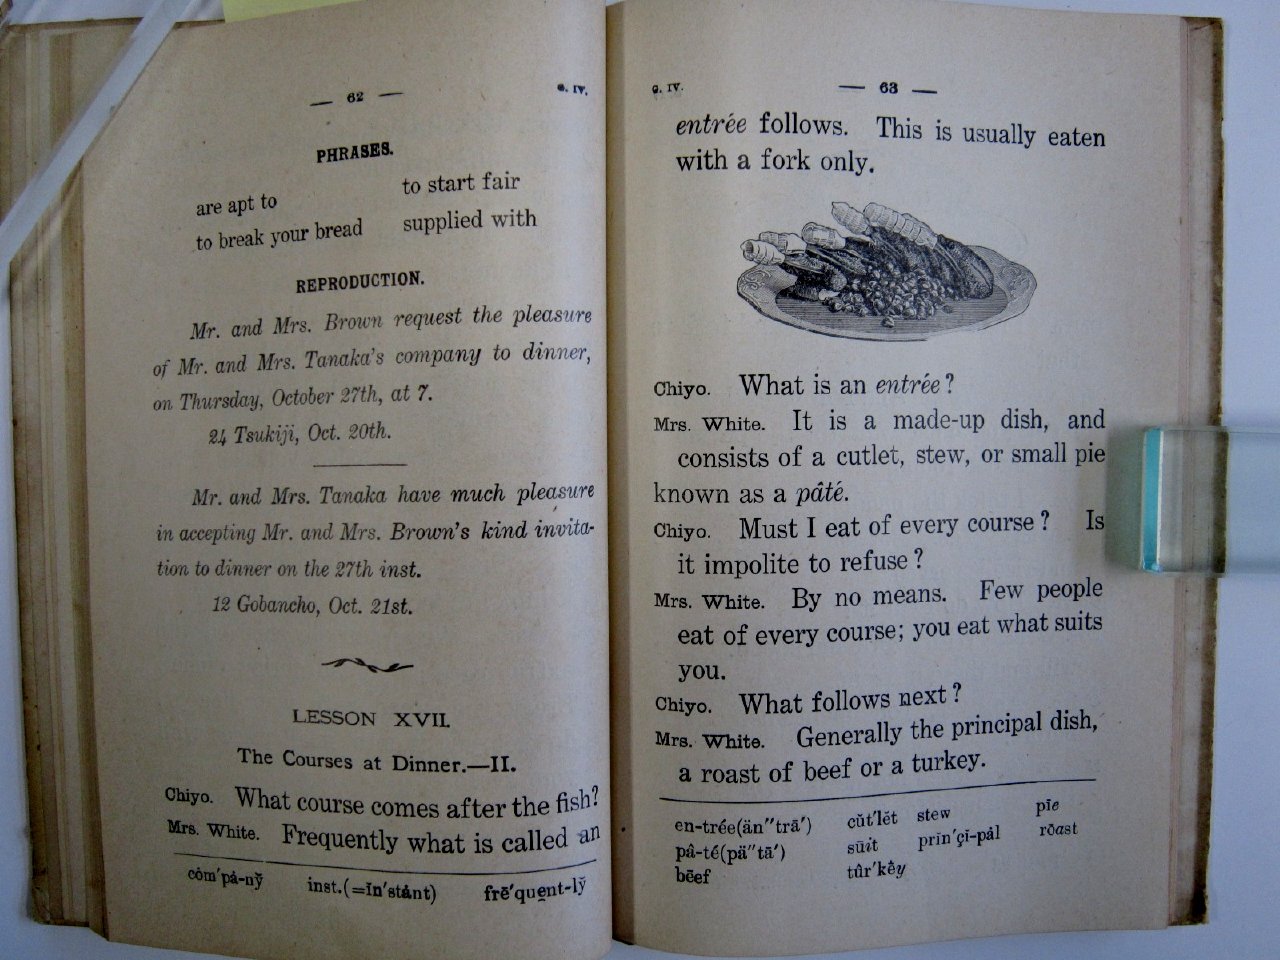 — 62 —
G. IV.
PHRASES.
are apt to
to start fair
to break your bread
supplied with
REPRODUCTION.
Mr. and Mrs. Brown request the pleasure
of Mr. and Mrs. Tanaka's company to dinner,
on Thursday, October 27th, at 7.
24 Tsukiji, Oct. 20th.
Mr. and Mrs. Tanaka have much pleasure
in accepting Mr. and Mrs. Brown's kind invita-
tion to dinner on the 27th inst.
12 Gobancho, Oct. 21st.
LESSON XVII.
The Courses at Dinner.—II.
Chiyo. What course comes after the fish?
Mrs. White. Frequently what is called an
cȯm′pȧ-ny̆ inst.(=ĭn′stȧnt) frē′quent-ly̆
G. IV.
— 63 —
entrée follows. This is usually eaten
with a fork only.
Chiyo. What is an entrée?
Mrs. White. It is a made-up dish, and
consists of a cutlet, stew, or small pie
known as a pâté.
Chiyo. Must I eat of every course? Is
it impolite to refuse?
Mrs. White. By no means. Few people
eat of every course; you eat what suits
you.
Chiyo. What follows next?
Mrs. White. Generally the principal dish,
a roast of beef or a turkey.
en-trée(än″trā′) cŭt′lĕt stew pīe
pâ-té(pä″tā′) sūit prĭn′çĭ-pȧl rōast
bēef tûr′kēy